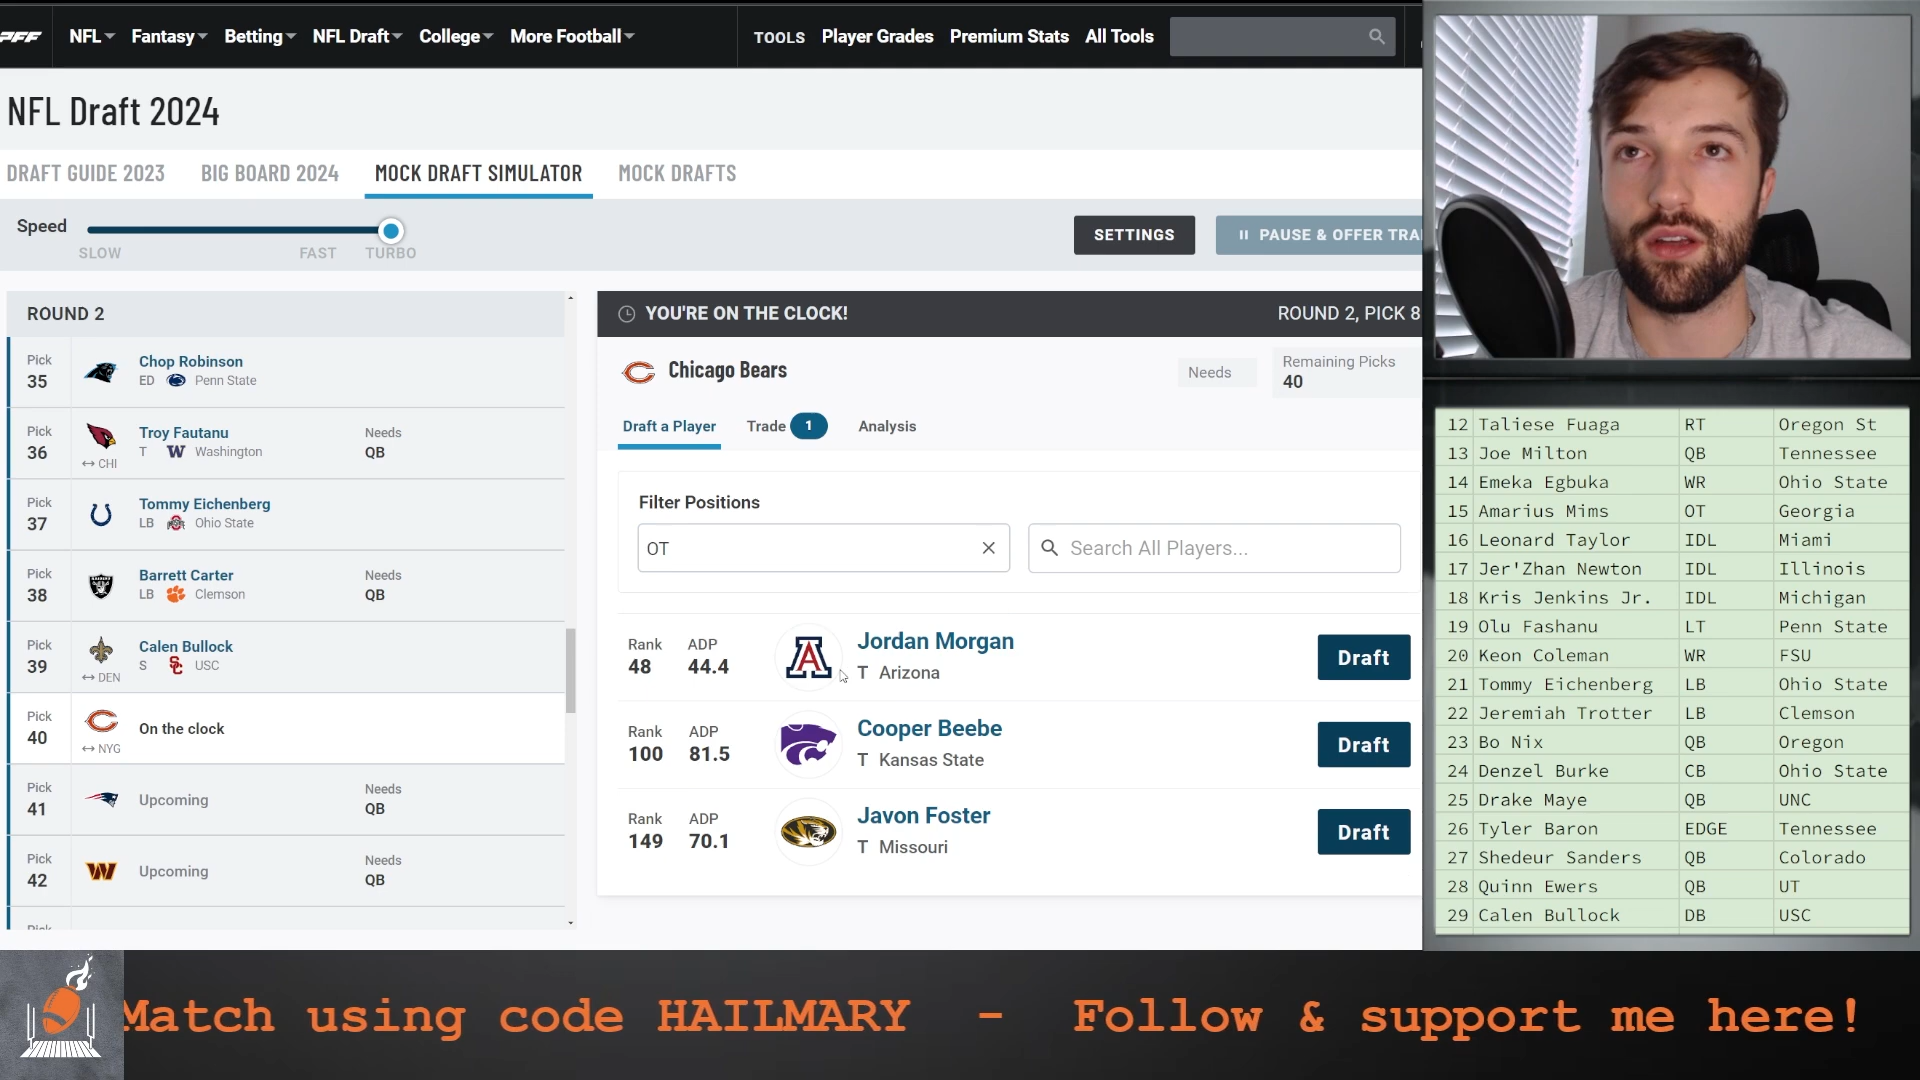 PFF NFL Fantasy Betting NFL Draft College More Football TOOLS Player Grades Premium Stats All Tools
NFL Draft 2024
DRAFT GUIDE 2023 BIG BOARD 2024 MOCK DRAFT SIMULATOR MOCK DRAFTS
Speed
SLOW FAST TURBO
SETTINGS
PAUSE & OFFER TRA
ROUND 2
Pick 35 Chop Robinson
ED Penn State
Pick 36 Troy Fautanu Needs
T Washington QB
↔ CHI
Pick 37 Tommy Eichenberg
LB Ohio State
Pick 38 Barrett Carter Needs
LB Clemson QB
Pick 39 Calen Bullock
S USC
↔ DEN
Pick 40 On the clock
↔ NYG
Pick 41 Upcoming Needs QB
Pick 42 Upcoming Needs QB
Pick
YOU'RE ON THE CLOCK! ROUND 2, PICK 8
Chicago Bears
Needs
Remaining Picks
40
Draft a Player Trade 1 Analysis
Filter Positions
OT
Search All Players...
Rank ADP Jordan Morgan
48 44.4 T Arizona
Draft
Rank ADP Cooper Beebe
100 81.5 T Kansas State
Draft
Rank ADP Javon Foster
149 70.1 T Missouri
Draft
12 Taliese Fuaga RT Oregon St
13 Joe Milton QB Tennessee
14 Emeka Egbuka WR Ohio State
15 Amarius Mims OT Georgia
16 Leonard Taylor IDL Miami
17 Jer'Zhan Newton IDL Illinois
18 Kris Jenkins Jr. IDL Michigan
19 Olu Fashanu LT Penn State
20 Keon Coleman WR FSU
21 Tommy Eichenberg LB Ohio State
22 Jeremiah Trotter LB Clemson
23 Bo Nix QB Oregon
24 Denzel Burke CB Ohio State
25 Drake Maye QB UNC
26 Tyler Baron EDGE Tennessee
27 Shedeur Sanders QB Colorado
28 Quinn Ewers QB UT
29 Calen Bullock DB USC
Match using code HAILMARY - Follow & support me here!